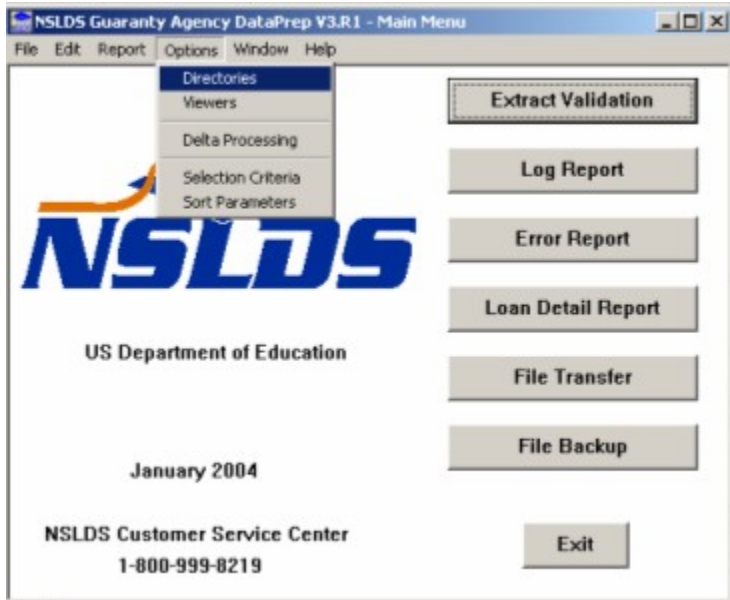 NSLDS Guaranty Agency DataPrep V3.R1 - Main Menu
File Edit Report Options Window Help
Directories
Viewers
Delta Processing
Selection Criteria
Sort Parameters
NSLDS
US Department of Education
January 2004
NSLDS Customer Service Center
1-800-999-8219
Extract Validation
Log Report
Error Report
Loan Detail Report
File Transfer
File Backup
Exit